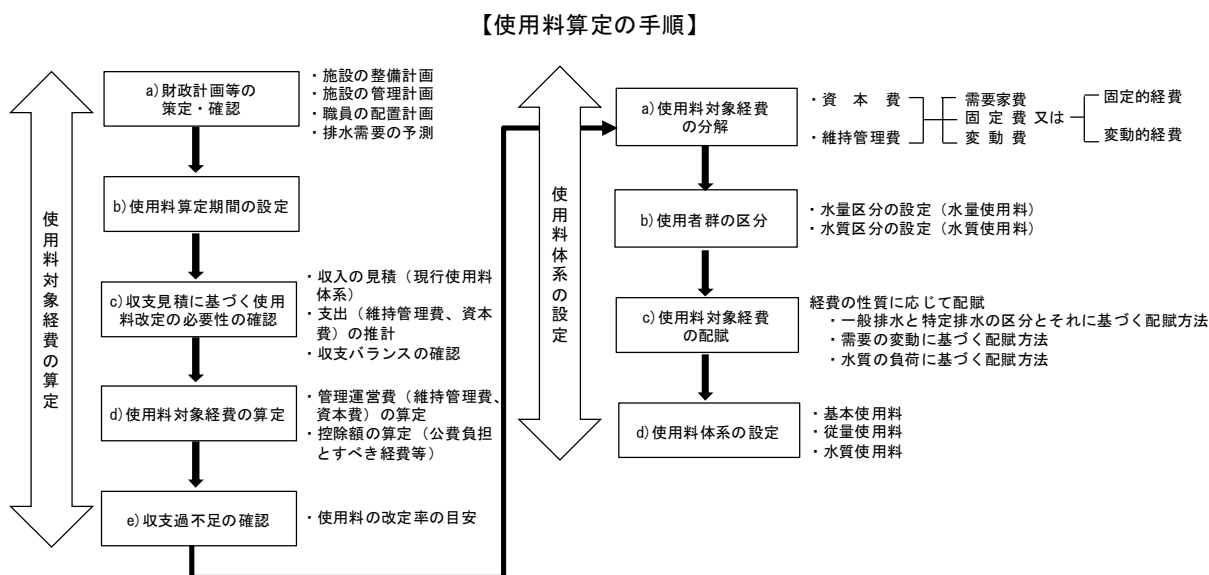 【使用料算定の手順】
使用料対象経費の算定
a)財政計画等の
策定・確認
・施設の整備計画
・施設の管理計画
・職員の配置計画
・排水需要の予測
b)使用料算定期間の設定
c)収支見積に基づく使用
料改定の必要性の確認
・収入の見積（現行使用料
体系）
・支出（維持管理費、資本
費）の推計
・収支バランスの確認
d)使用料対象経費の算定
・管理運営費（維持管理費、
資本費）の算定
・控除額の算定（公費負担
とすべき経費等）
e)収支過不足の確認
・使用料の改定率の目安
使用料体系の設定
a)使用料対象経費
の分解
・資　本　費
・維持管理費
需要家費
固　定　費
変　動　費
又は
固定的経費
変動的経費
b)使用者群の区分
・水量区分の設定（水量使用料）
・水質区分の設定（水質使用料）
c)使用料対象経費
の配賦
経費の性質に応じて配賦
・一般排水と特定排水の区分とそれに基づく配賦方法
・需要の変動に基づく配賦方法
・水質の負荷に基づく配賦方法
d)使用料体系の設定
・基本使用料
・従量使用料
・水質使用料